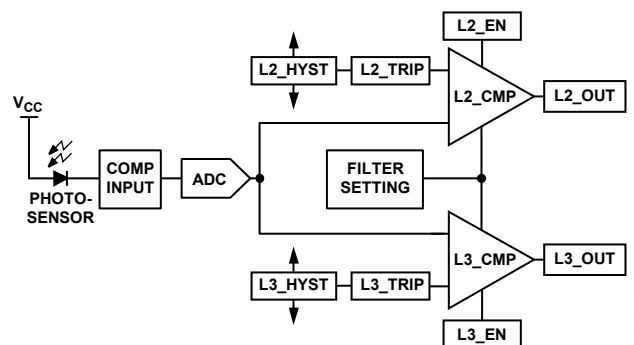 L2_EN
L2_HYST
L2_TRIP
L2_CMP
L2_OUT
VCC
COMP
INPUT
ADC
FILTER
SETTING
PHOTO-
SENSOR
L3_CMP
L3_OUT
L3_HYST
L3_TRIP
L3_EN